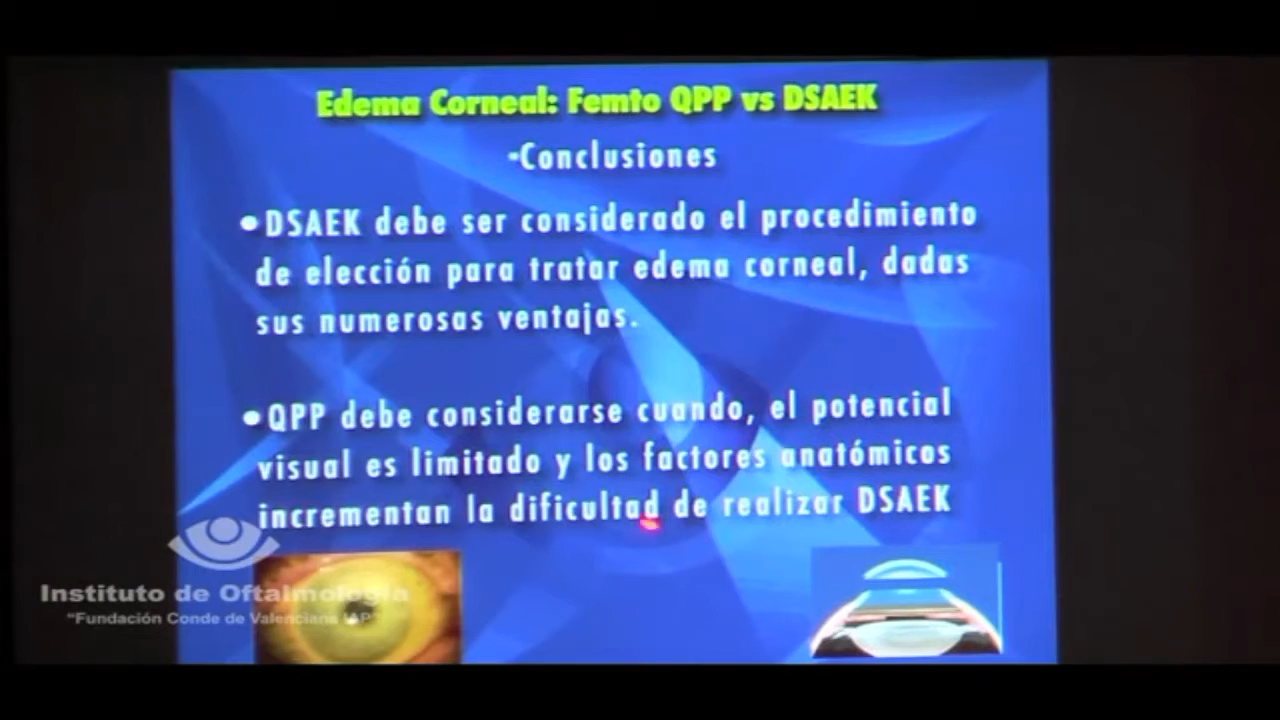 Edema Corneal: Femto QPP vs DSAEK
-Conclusiones
•DSAEK debe ser considerado el procedimiento
de elección para tratar edema corneal, dadas
sus numerosas ventajas.
•QPP debe considerarse cuando, el potencial
visual es limitado y los factores anatómicos
incrementan la dificultad de realizar DSAEK
Instituto de Oftalmología
"Fundación Conde de Valenciana IAP"